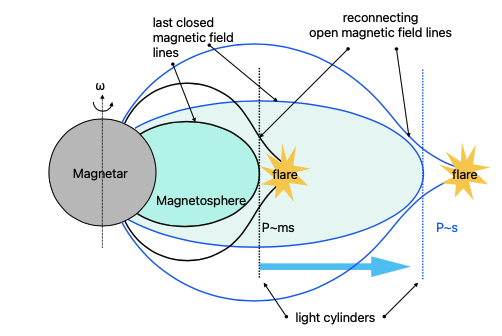 last closed
magnetic field
lines
reconnecting
open magnetic field lines
ω
Magnetar
Magnetosphere
flare
flare
P~ms
P~s
light cylinders